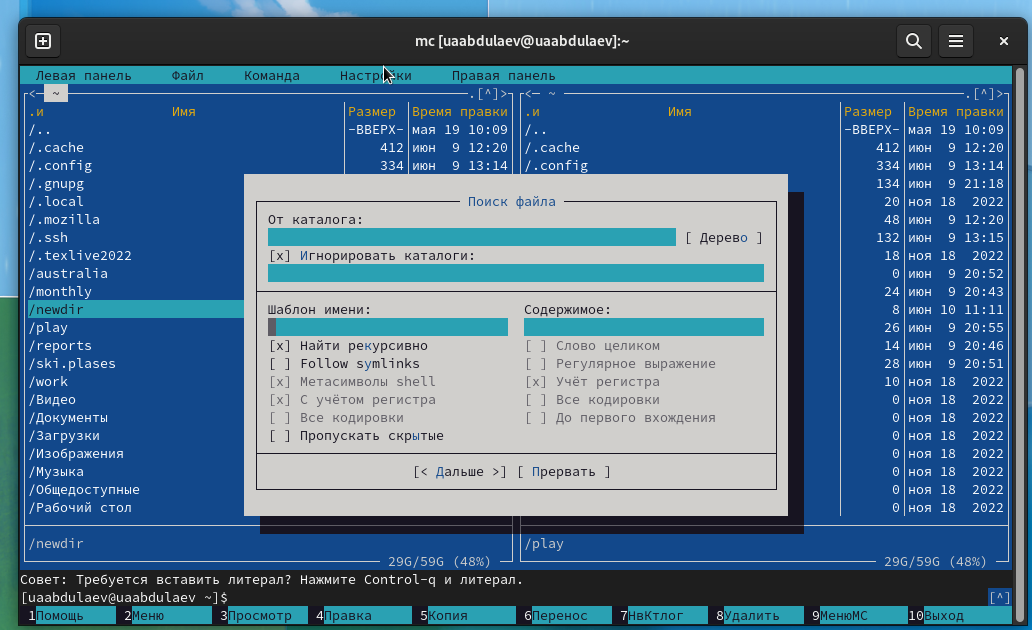 mc [uaabdulaev@uaabdulaev]:~
Левая панель Файл Команда Настройки Правая панель
<─ ~ .[^]> <─ ~ .[^]>
.и Имя Размер Время правки .и Имя Размер Время правки
/.. -ВВЕРХ- мая 19 10:09 /.. -ВВЕРХ- мая 19 10:09
/.cache 412 июн 9 12:20 /.cache 412 июн 9 12:20
/.config 334 июн 9 13:14 /.config 334 июн 9 13:14
/.gnupg 134 июн 9 21:18
/.local 20 ноя 18 2022
/.mozilla 48 июн 9 12:20
/.ssh 132 июн 9 13:15
/.texlive2022 18 ноя 18 2022
/australia 0 июн 9 20:52
/monthly 24 июн 9 20:43
/newdir 8 июн 10 11:11
/play 26 июн 9 20:55
/reports 14 июн 9 20:46
/ski.plases 28 июн 9 20:51
/work 10 ноя 18 2022
/Видео 0 ноя 18 2022
/Документы 0 ноя 18 2022
/Загрузки 0 ноя 18 2022
/Изображения 0 ноя 18 2022
/Музыка 0 ноя 18 2022
/Общедоступные 0 ноя 18 2022
/Рабочий стол 0 ноя 18 2022
Поиск файла
От каталога:
[ Дерево ]
[x] Игнорировать каталоги:
Шаблон имени: Содержимое:
[x] Найти рекурсивно [ ] Слово целиком
[ ] Follow symlinks [ ] Регулярное выражение
[x] Метасимволы shell [x] Учёт регистра
[x] С учётом регистра [ ] Все кодировки
[ ] Все кодировки [ ] До первого вхождения
[ ] Пропускать скрытые
[< Дальше >] [ Прервать ]
/newdir /play
29G/59G (48%) 29G/59G (48%)
Совет: Требуется вставить литерал? Нажмите Control-q и литерал.
[uaabdulaev@uaabdulaev ~]$ [^]
1Помощь 2Меню 3Просмотр 4Правка 5Копия 6Перенос 7НвКтлог 8Удалить 9МенюMC 10Выход